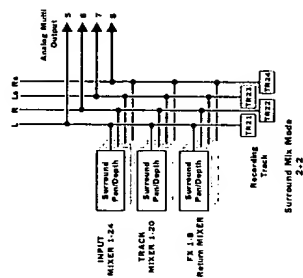 Analog Multi
Output
5
6
7
8
L
R
Ls
Rs
INPUT
MIXER 1-24
Surround
Pan/Depth
TRACK
MIXER 1-20
Surround
Pan/Depth
FX 1-8
Return MIXER
Surround
Pan/Depth
TR21
TR22
TR23
TR24
Recording
Track
Surround Mix Mode
2+2